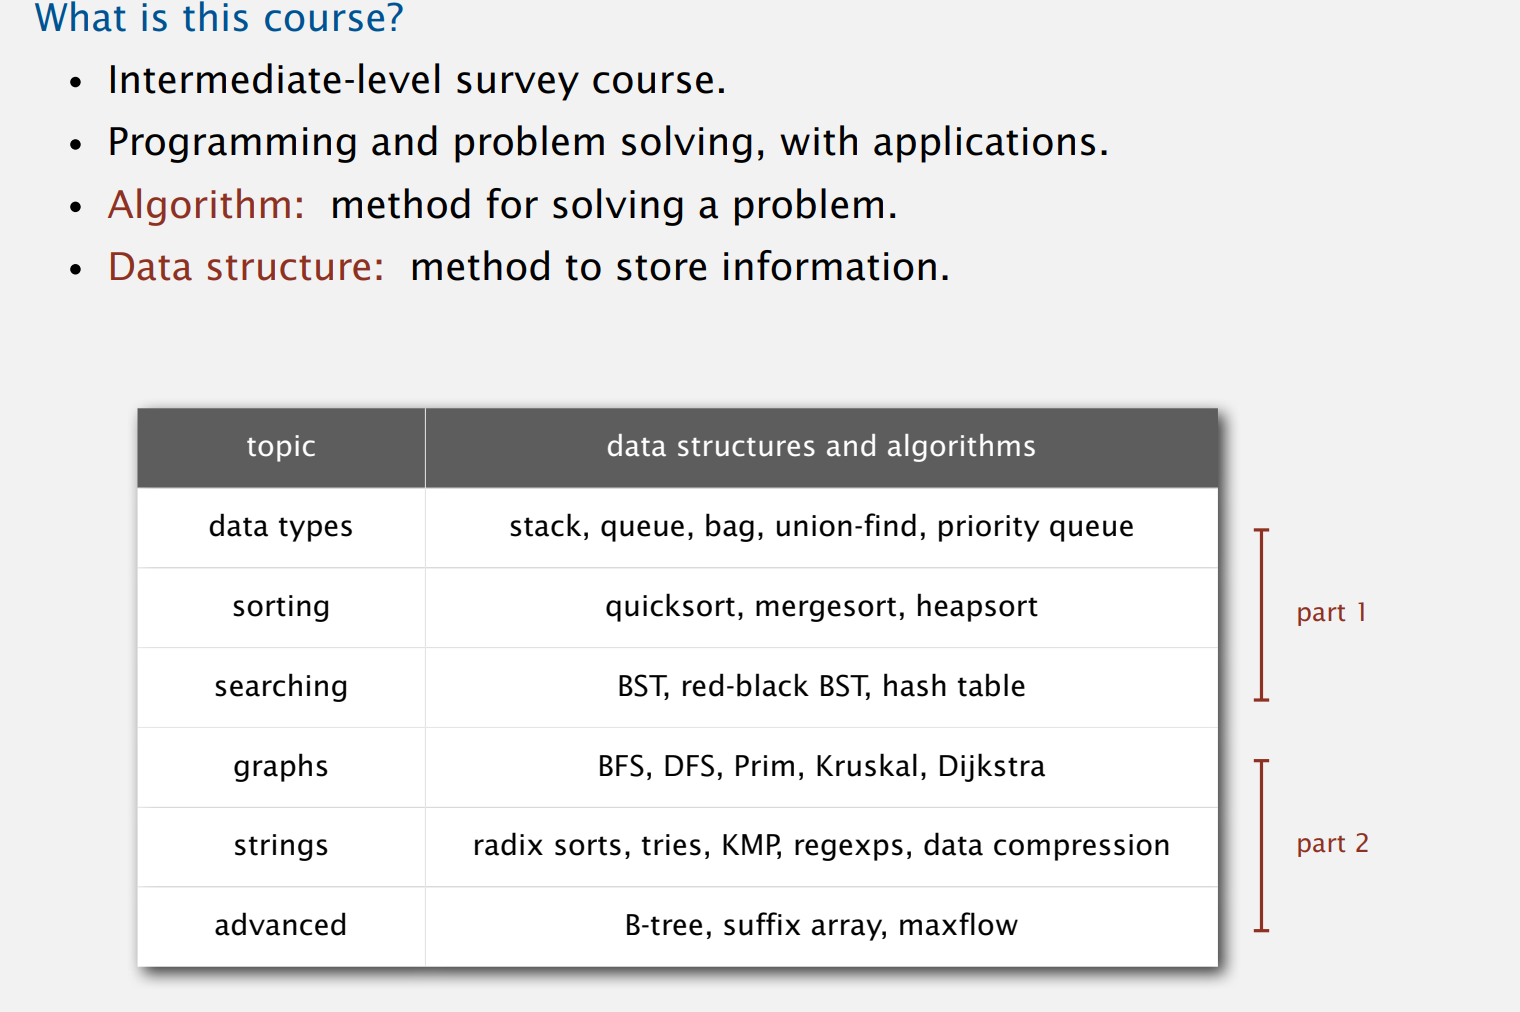 What is this course?
• Intermediate-level survey course.
• Programming and problem solving, with applications.
• Algorithm: method for solving a problem.
• Data structure: method to store information.
topic data structures and algorithms
data types stack, queue, bag, union-find, priority queue
sorting quicksort, mergesort, heapsort
searching BST, red-black BST, hash table
part 1
graphs BFS, DFS, Prim, Kruskal, Dijkstra
strings radix sorts, tries, KMP, regexps, data compression
advanced B-tree, suffix array, maxflow
part 2